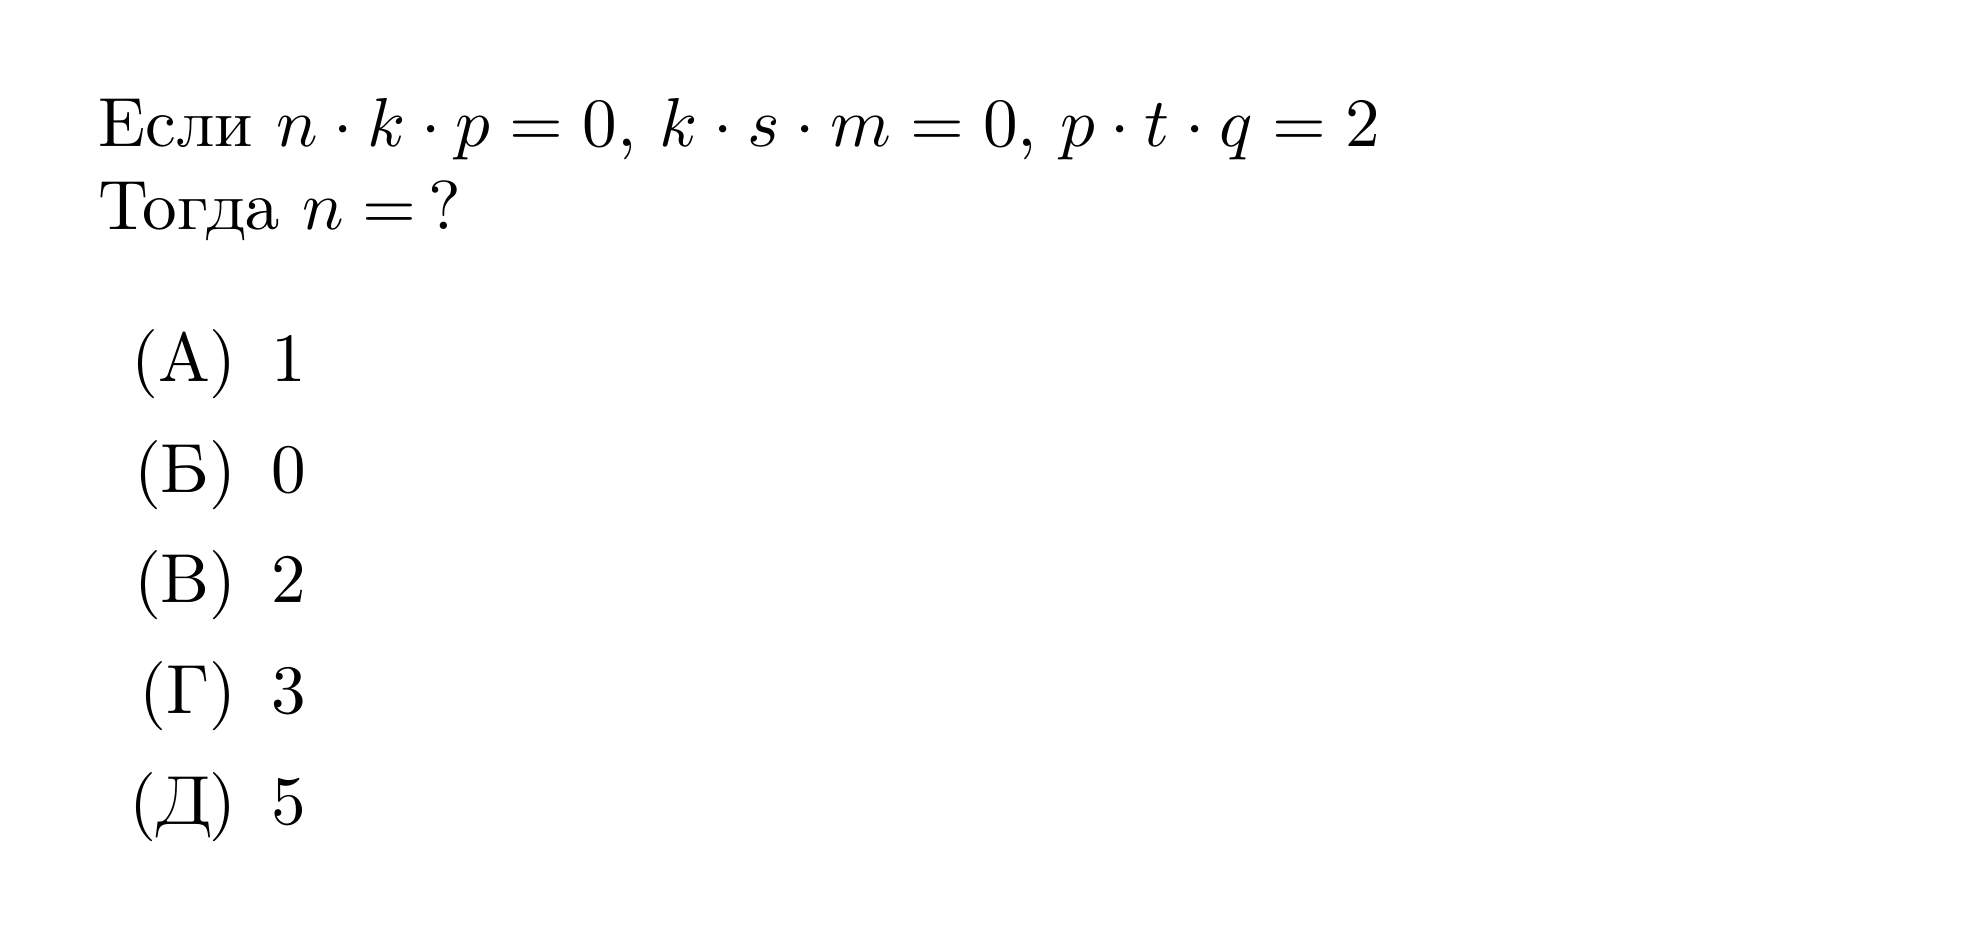 Если n · k · p = 0, k · s · m = 0, p · t · q = 2
Тогда n = ?
(А) 1
(Б) 0
(В) 2
(Г) 3
(Д) 5